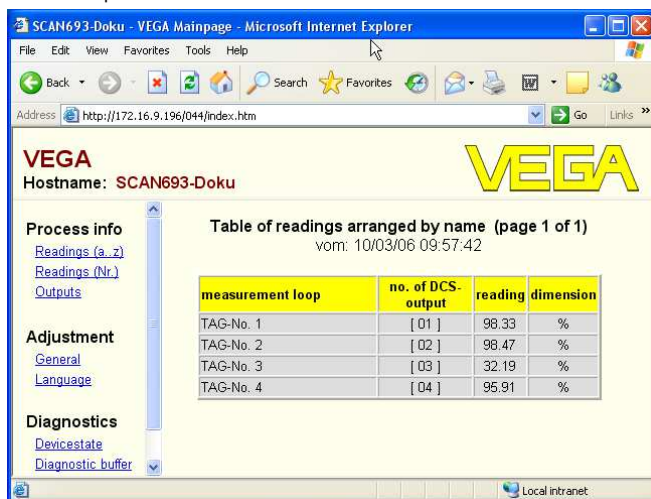 SCAN693-Doku - VEGA Mainpage - Microsoft Internet Explorer
File Edit View Favorites Tools Help
Back Search Favorites
Address http://172.16.9.196/044/index.htm Go Links »
VEGA
Hostname: SCAN693-Doku
VEGA
Process info
Readings (a..z)
Readings (Nr.)
Outputs
Adjustment
General
Language
Diagnostics
Devicestate
Diagnostic buffer
Table of readings arranged by name (page 1 of 1)
vom: 10/03/06 09:57:42
measurement loop no. of DCS-output reading dimension
TAG-No. 1 [ 01 ] 98.33 %
TAG-No. 2 [ 02 ] 98.47 %
TAG-No. 3 [ 03 ] 32.19 %
TAG-No. 4 [ 04 ] 95.91 %
Local intranet